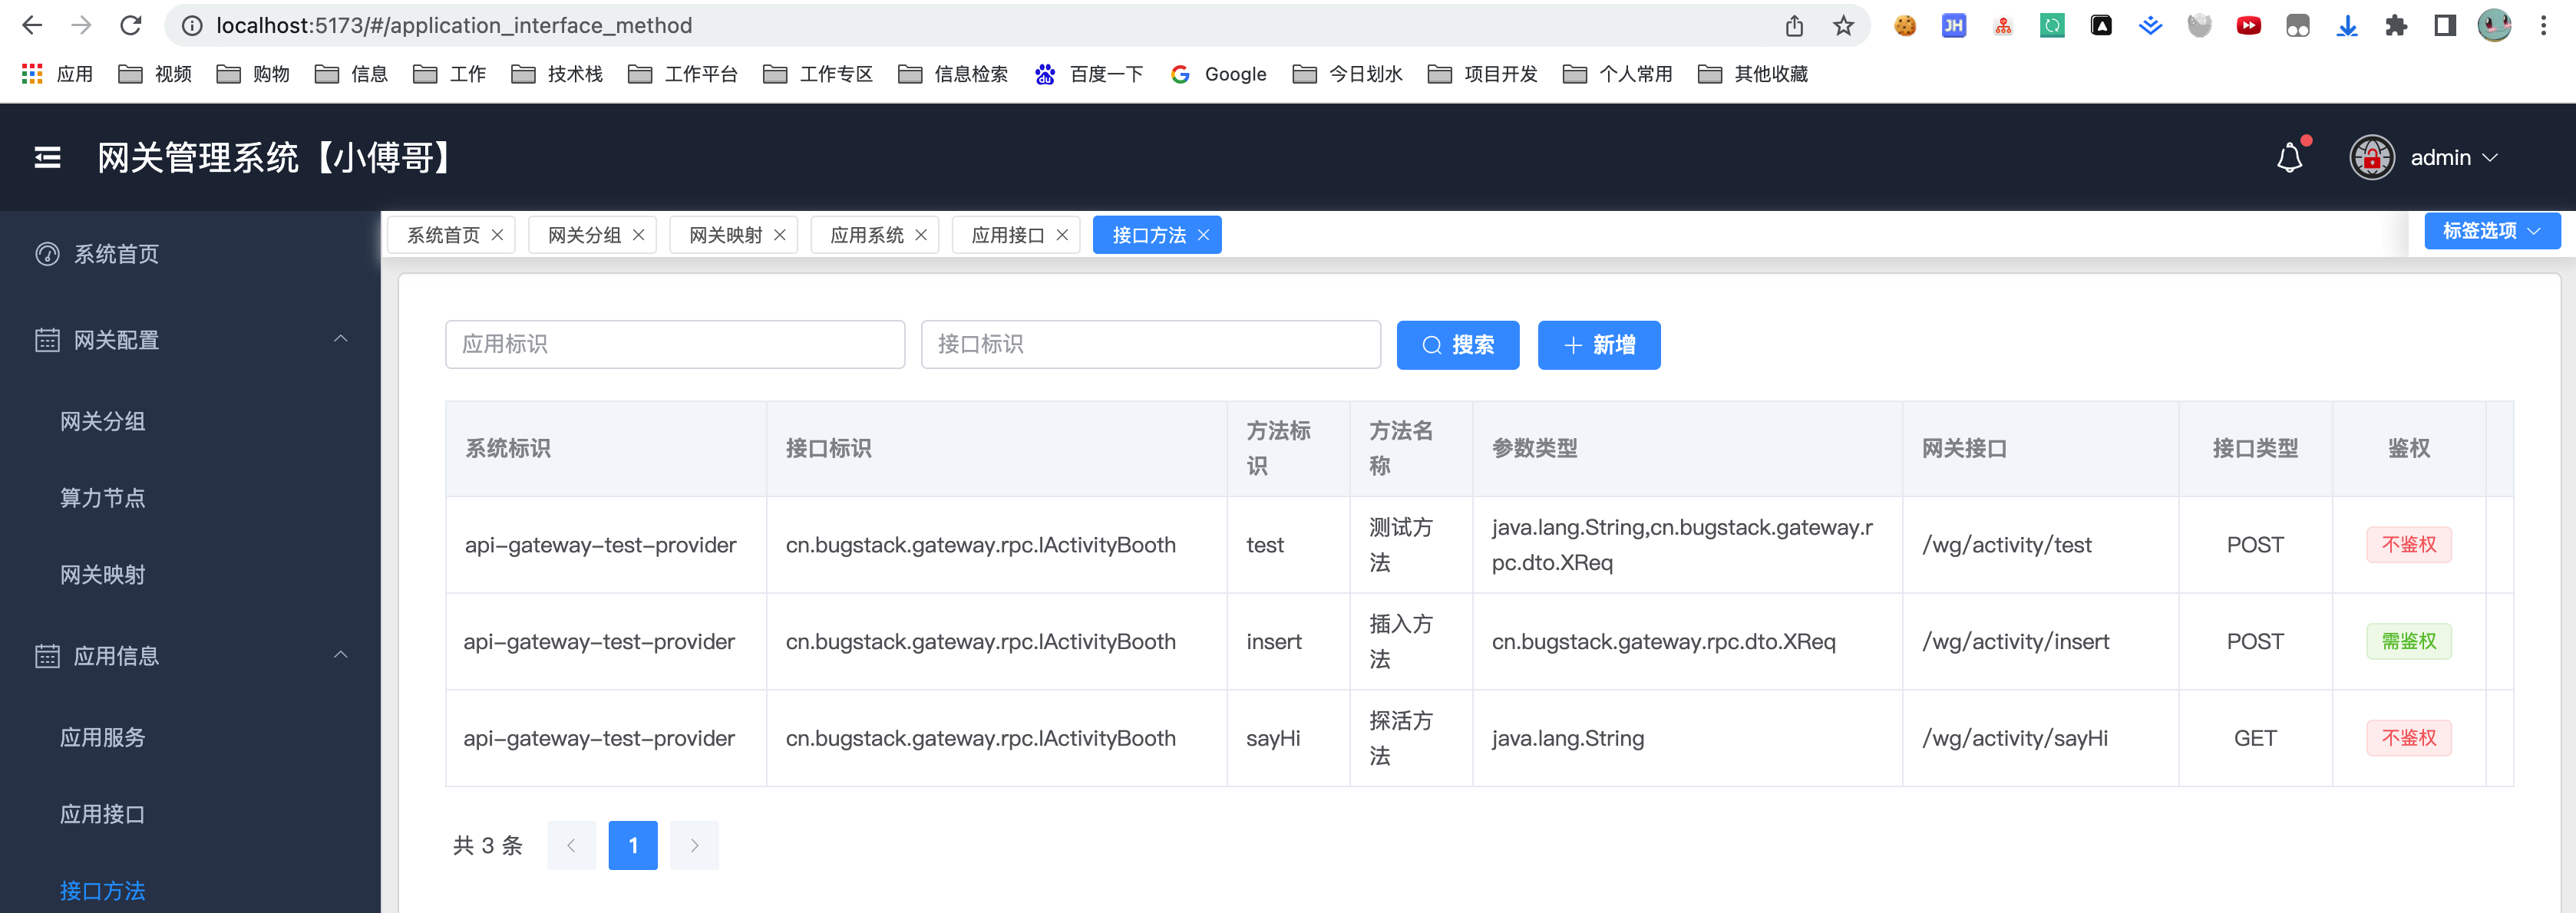 localhost:5173/#/application_interface_method
应用 视频 购物 信息 工作 技术栈 工作平台 工作专区 信息检索 百度一下 Google 今日划水 项目开发 个人常用 其他收藏
网关管理系统【小傅哥】
admin
系统首页
网关配置
网关分组
算力节点
网关映射
应用信息
应用服务
应用接口
接口方法
系统首页 网关分组 网关映射 应用系统 应用接口 接口方法 标签选项
应用标识 接口标识 搜索 新增
系统标识 接口标识 方法标识 方法名称 参数类型 网关接口 接口类型 鉴权
api-gateway-test-provider cn.bugstack.gateway.rpc.IActivityBooth test 测试方法 java.lang.String,cn.bugstack.gateway.rpc.dto.XReq /wg/activity/test POST 不鉴权
api-gateway-test-provider cn.bugstack.gateway.rpc.IActivityBooth insert 插入方法 cn.bugstack.gateway.rpc.dto.XReq /wg/activity/insert POST 需鉴权
api-gateway-test-provider cn.bugstack.gateway.rpc.IActivityBooth sayHi 探活方法 java.lang.String /wg/activity/sayHi GET 不鉴权
共 3 条 1